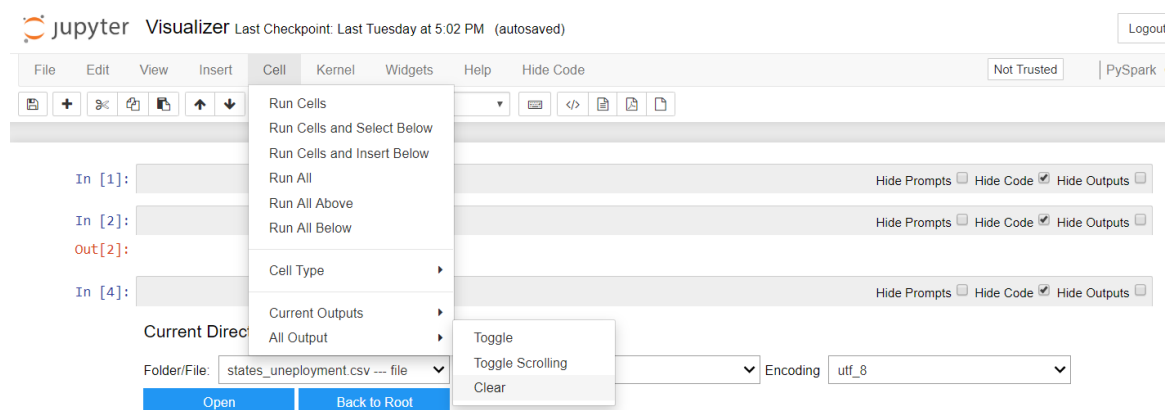 jupyter Visualizer Last Checkpoint: Last Tuesday at 5:02 PM (autosaved) Logout
File Edit View Insert Cell Kernel Widgets Help Hide Code Not Trusted PySpark
Run Cells
Run Cells and Select Below
Run Cells and Insert Below
Run All
Run All Above
Run All Below
Cell Type
Current Outputs
All Output
Toggle
Toggle Scrolling
Clear
In [1]: Hide Prompts Hide Code Hide Outputs
In [2]: Hide Prompts Hide Code Hide Outputs
Out[2]:
In [4]: Hide Prompts Hide Code Hide Outputs
Current Direc
Folder/File: states_uneployment.csv --- file Encoding utf_8
Open Back to Root